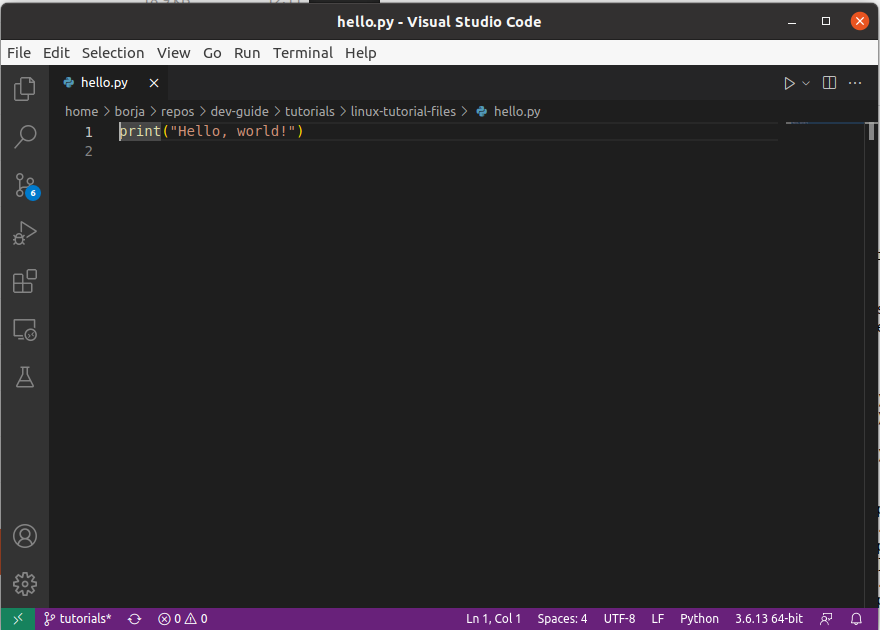 hello.py - Visual Studio Code
File Edit Selection View Go Run Terminal Help
hello.py
home > borja > repos > dev-guide > tutorials > linux-tutorial-files > hello.py
1 print("Hello, world!")
2
6
tutorials* 0 0 Ln 1, Col 1 Spaces: 4 UTF-8 LF Python 3.6.13 64-bit